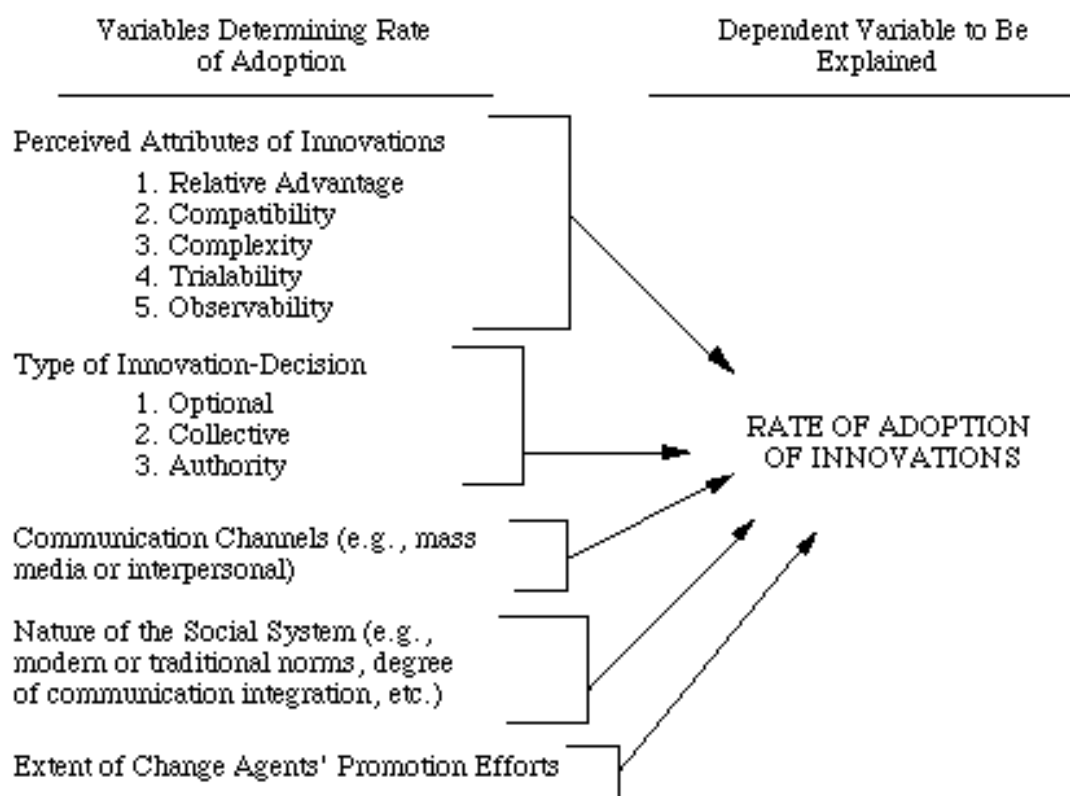 Variables Determining Rate
of Adoption
Dependent Variable to Be
Explained
Perceived Attributes of Innovations
1. Relative Advantage
2. Compatibility
3. Complexity
4. Trialability
5. Observability
Type of Innovation-Decision
1. Optional
2. Collective
3. Authority
RATE OF ADOPTION
OF INNOVATIONS
Communication Channels (e.g., mass
media or interpersonal)
Nature of the Social System (e.g.,
modern or traditional norms, degree
of communication integration, etc.)
Extent of Change Agents' Promotion Efforts